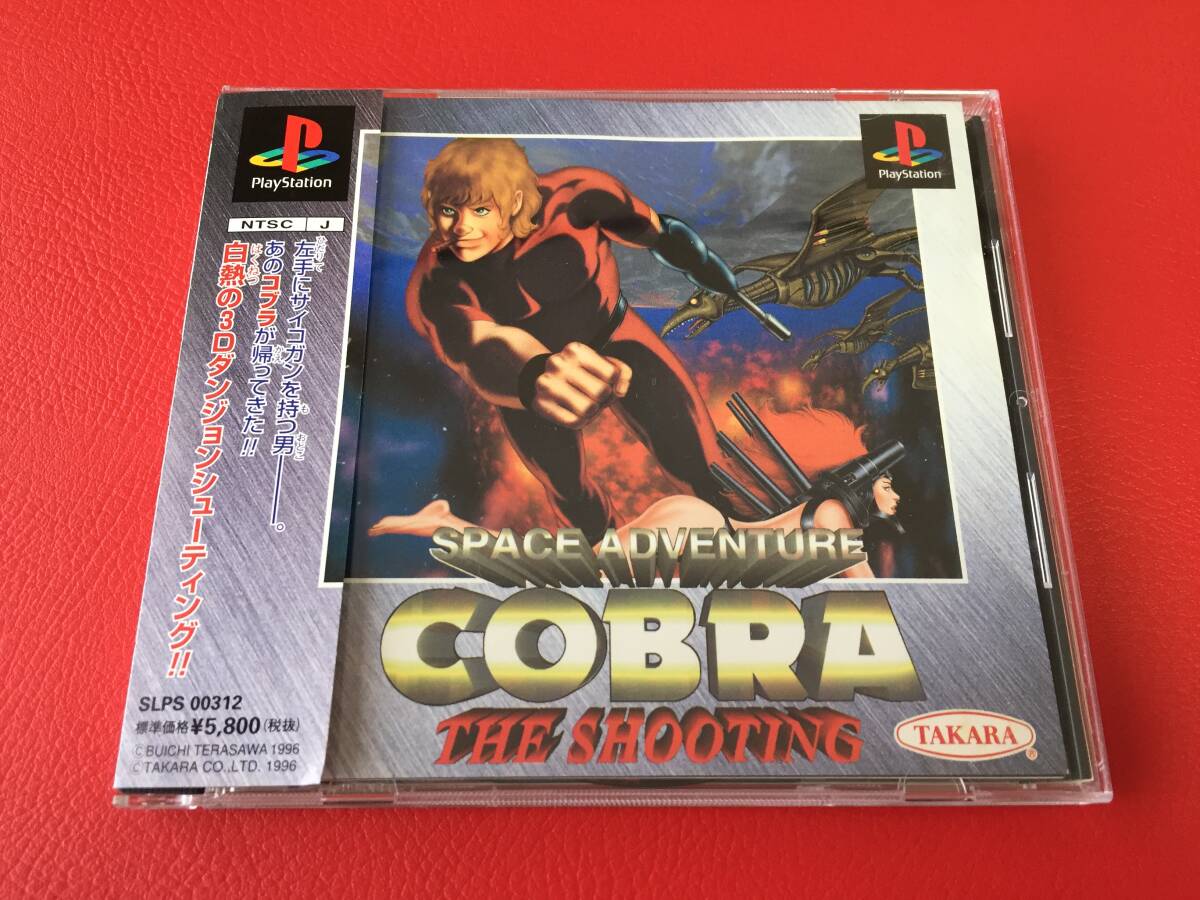 PlayStation
NTSC J
左手にサイコガンを持つ男―――。
あのコブラが帰ってきた!!
白熱の3Dダンジョンシューティング!!
SLPS 00312
標準価格¥5,800(税抜)
©BUICHI TERASAWA 1996
©TAKARA CO.,LTD. 1996
PlayStation
SPACE ADVENTURE
COBRA
THE SHOOTING
TAKARA®